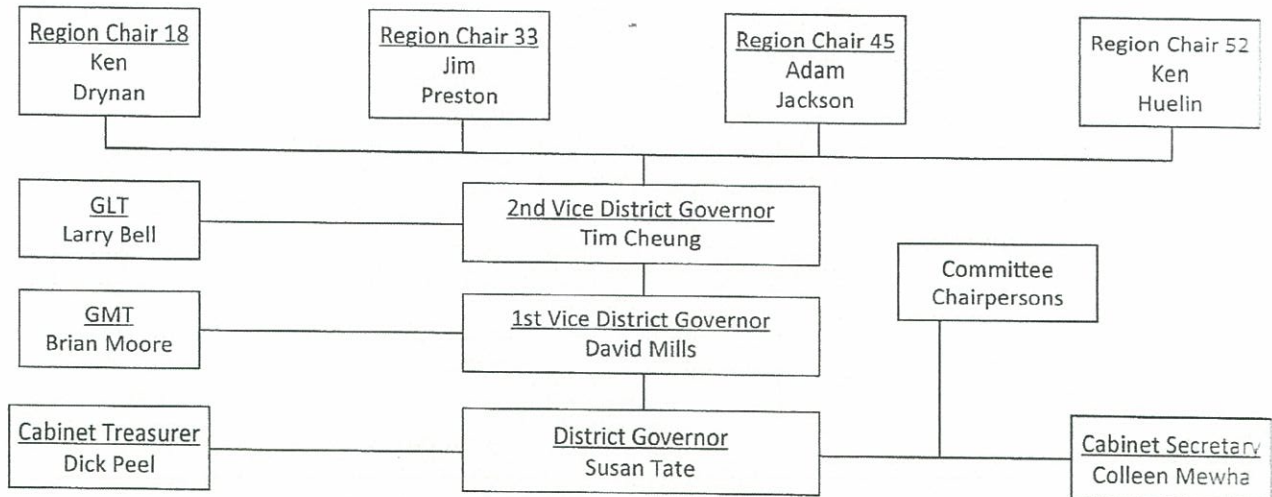 Region Chair 18
Ken
Drynan
Region Chair 33
Jim
Preston
Region Chair 45
Adam
Jackson
Region Chair 52
Ken
Huelin
GLT
Larry Bell
2nd Vice District Governor
Tim Cheung
Committee
Chairpersons
GMT
Brian Moore
1st Vice District Governor
David Mills
Cabinet Treasurer
Dick Peel
District Governor
Susan Tate
Cabinet Secretary
Colleen Mewha